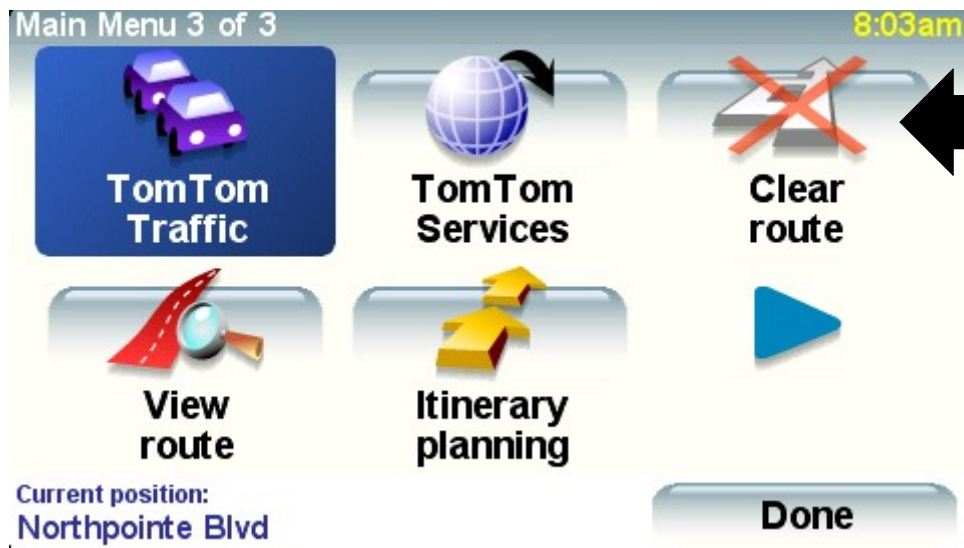 Main Menu 3 of 3
8:03am
TomTom
Traffic
TomTom
Services
Clear
route
View
route
Itinerary
planning
Current position:
Northpointe Blvd
Done